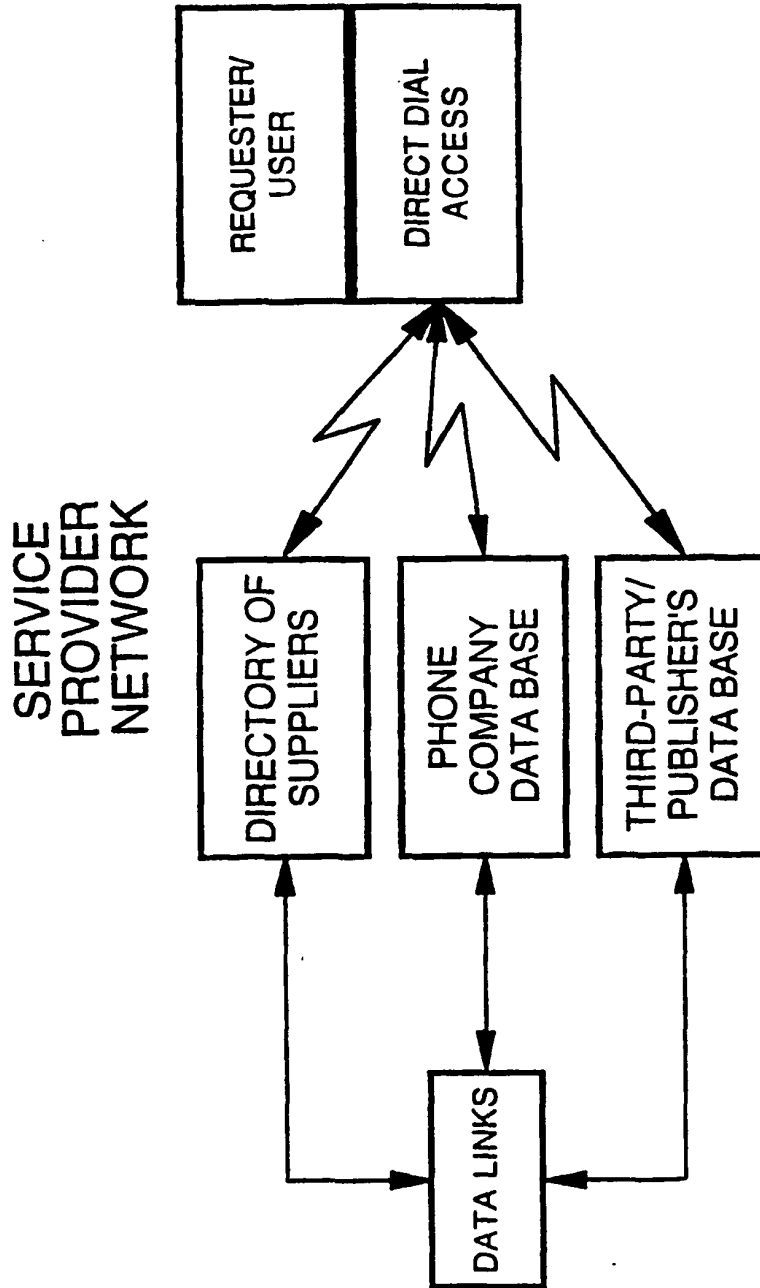 SERVICE
PROVIDER
NETWORK
REQUESTER/
USER
DIRECT DIAL
ACCESS
DIRECTORY OF
SUPPLIERS
PHONE
COMPANY
DATA BASE
THIRD-PARTY/
PUBLISHER'S
DATA BASE
DATA LINKS